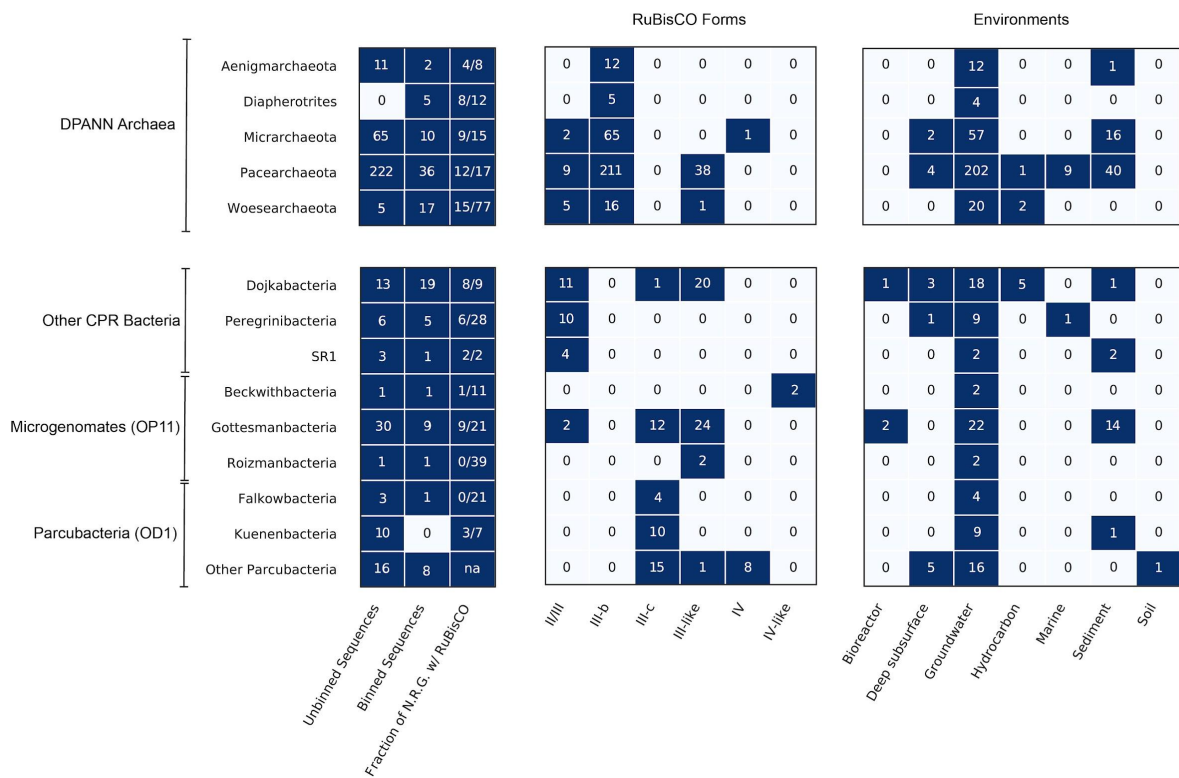 RuBisCO Forms Environments
DPANN Archaea
Aenigmarchaeota 11 2 4/8 0 12 0 0 0 0 0 0 12 0 0 1 0
Diapherotrites 0 5 8/12 0 5 0 0 0 0 0 0 4 0 0 0 0
Micrarchaeota 65 10 9/15 2 65 0 0 1 0 0 2 57 0 0 16 0
Pacearchaeota 222 36 12/17 9 211 0 38 0 0 0 4 202 1 9 40 0
Woesearchaeota 5 17 15/77 5 16 0 1 0 0 0 0 20 2 0 0 0
Other CPR Bacteria
Dojkabacteria 13 19 8/9 11 0 1 20 0 0 1 3 18 5 0 1 0
Peregrinibacteria 6 5 6/28 10 0 0 0 0 0 0 1 9 0 1 0 0
SR1 3 1 2/2 4 0 0 0 0 0 0 0 2 0 0 2 0
Microgenomates (OP11)
Beckwithbacteria 1 1 1/11 0 0 0 0 0 2 0 0 2 0 0 0 0
Gottesmanbacteria 30 9 9/21 2 0 12 24 0 0 2 0 22 0 0 14 0
Roizmanbacteria 1 1 0/39 0 0 0 2 0 0 0 0 2 0 0 0 0
Parcubacteria (OD1)
Falkowbacteria 3 1 0/21 0 0 4 0 0 0 0 0 4 0 0 0 0
Kuenenbacteria 10 0 3/7 0 0 10 0 0 0 0 0 9 0 0 1 0
Other Parcubacteria 16 8 na 0 0 15 1 8 0 0 5 16 0 0 0 1
Unbinned Sequences
Binned Sequences
Fraction of N.R.G. w/ RuBisCO
II/III
III-b
III-c
III-like
IV
IV-like
Bioreactor
Deep subsurface
Groundwater
Hydrocarbon
Marine
Sediment
Soil